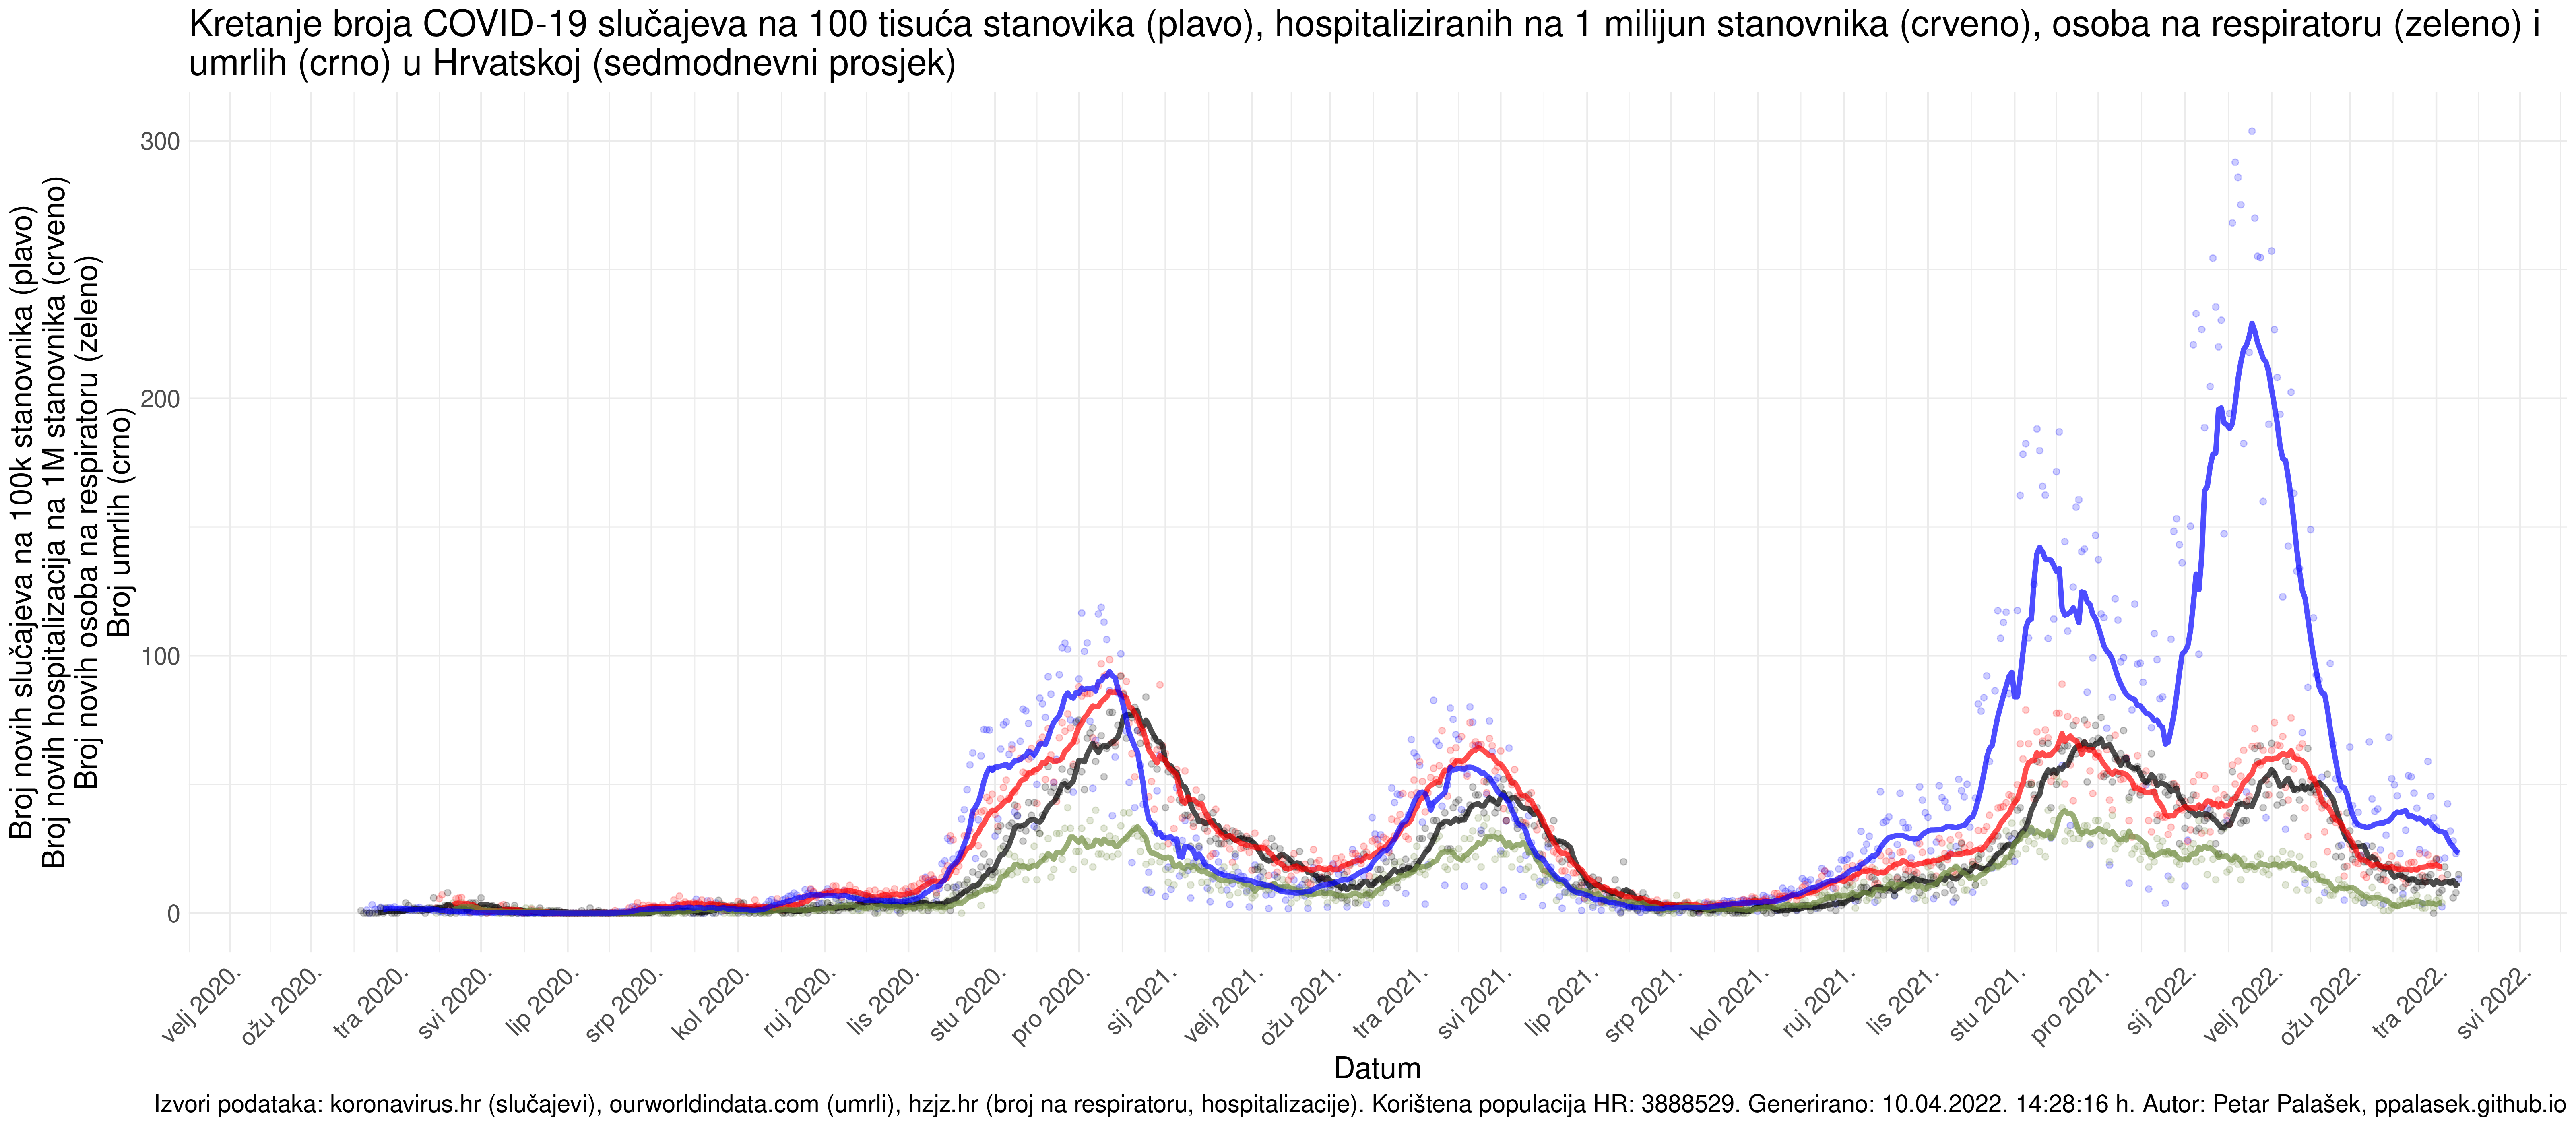 Kretanje broja COVID-19 slučajeva na 100 tisuća stanovika (plavo), hospitaliziranih na 1 milijun stanovnika (crveno), osoba na respiratoru (zeleno) i
umrlih (crno) u Hrvatskoj (sedmodnevni prosjek)
Broj novih slučajeva na 100k stanovnika (plavo)
Broj novih hospitalizacija na 1M stanovnika (crveno)
Broj novih osoba na respiratoru (zeleno)
Broj umrlih (crno)
300
200
100
0
velj 2020.
ožu 2020.
tra 2020.
svi 2020.
lip 2020.
srp 2020.
kol 2020.
ruj 2020.
lis 2020.
stu 2020.
pro 2020.
sij 2021.
velj 2021.
ožu 2021.
tra 2021.
svi 2021.
lip 2021.
srp 2021.
kol 2021.
ruj 2021.
lis 2021.
stu 2021.
pro 2021.
sij 2022.
velj 2022.
ožu 2022.
tra 2022.
svi 2022.
Datum
Izvori podataka: koronavirus.hr (slučajevi), ourworldindata.com (umrli), hzjz.hr (broj na respiratoru, hospitalizacije). Korištena populacija HR: 3888529. Generirano: 10.04.2022. 14:28:16 h. Autor: Petar Palašek, ppalasek.github.io